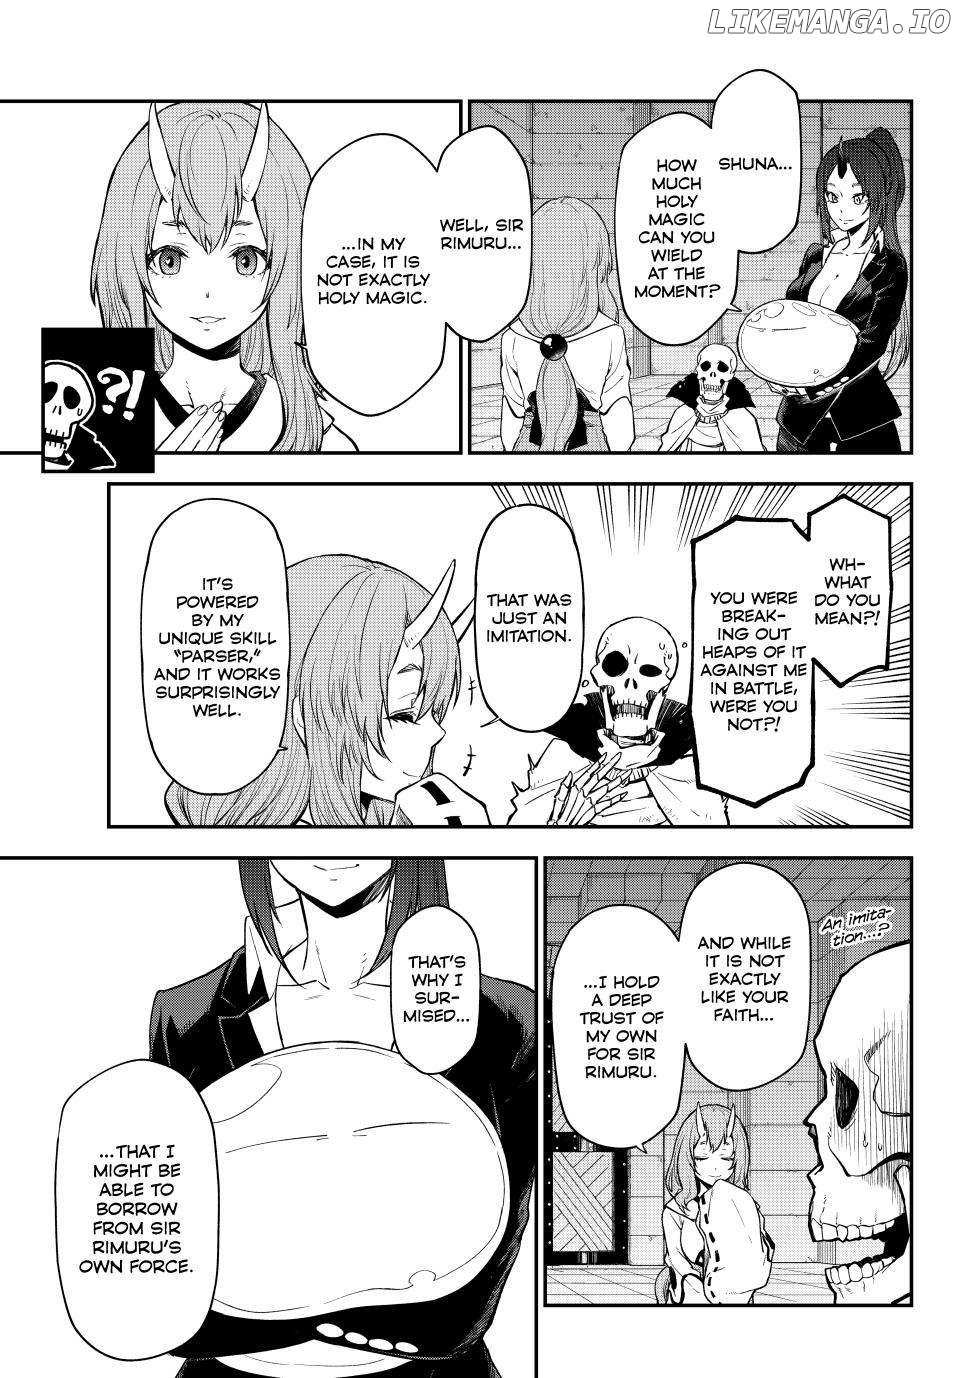 LIKEMANGA.IO
SHUNA...
HOW
MUCH
HOLY
MAGIC
CAN YOU
WIELD
AT THE
MOMENT?
WELL, SIR
RIMURU...
...IN MY
CASE, IT IS
NOT EXACTLY
HOLY MAGIC.
?!
WH-
WHAT
DO YOU
MEAN?!
YOU WERE
BREAK-
ING OUT
HEAPS OF IT
AGAINST ME
IN BATTLE,
WERE YOU
NOT?!
THAT WAS
JUST AN
IMITATION.
IT'S
POWERED
BY MY
UNIQUE SKILL
"PARSER,"
AND IT WORKS
SURPRISINGLY
WELL.
An imita-
tion...?
AND WHILE
IT IS NOT
EXACTLY
LIKE YOUR
FAITH...
...I HOLD
A DEEP
TRUST OF
MY OWN
FOR SIR
RIMURU.
THAT'S
WHY I
SUR-
MISED...
...THAT I
MIGHT BE
ABLE TO
BORROW
FROM SIR
RIMURU'S
OWN FORCE.